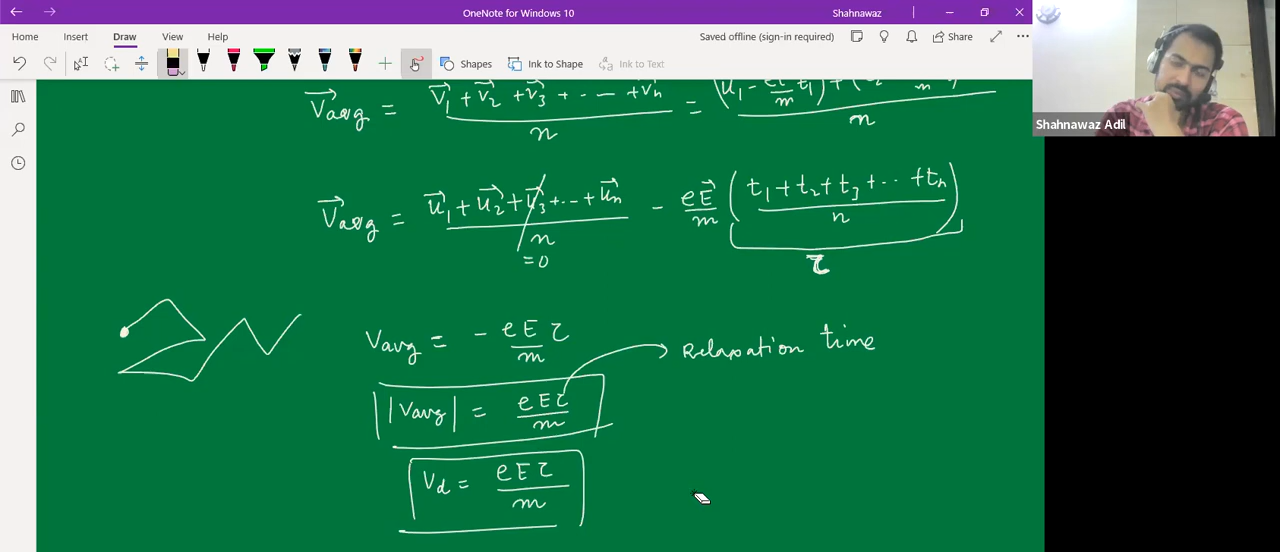 OneNote for Windows 10
Shahnawaz
Home Insert Draw View Help
Saved offline (sign-in required)
Share
Shapes
Ink to Shape
Ink to Text
Shahnawaz Adil
V⃗avg = (V⃗1 + V⃗2 + V⃗3 + ---- + V⃗n)/n =
V⃗avg = (u⃗1 + u⃗2 + u⃗3 + -- + u⃗n)/n - eE⃗/m ((t1 + t2 + t3 + -- + tn)/n)
= 0
τ
Vavg = - eEτ/m
Relaxation time
|Vavg| = eEτ/m
Vd = eEτ/m